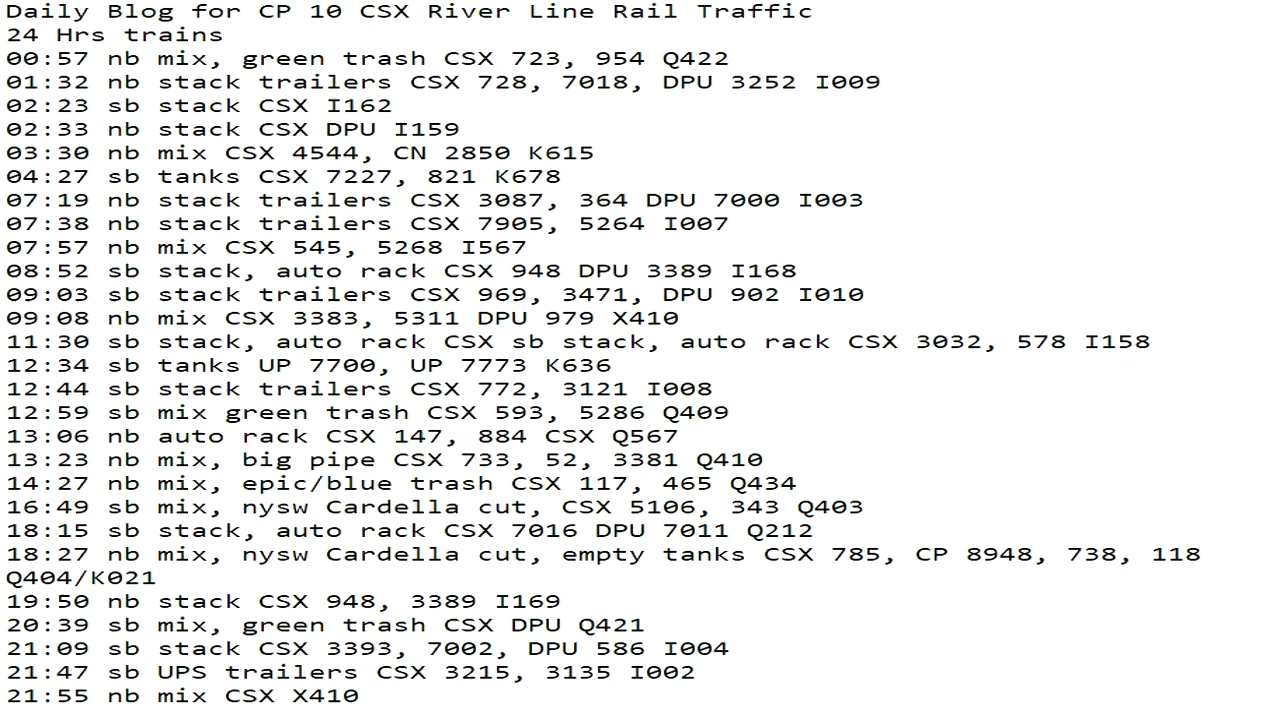 Daily Blog for CP 10 CSX River Line Rail Traffic
24 Hrs trains
00:57 nb mix, green trash CSX 723, 954 Q422
01:32 nb stack trailers CSX 728, 7018, DPU 3252 I009
02:23 sb stack CSX I162
02:33 nb stack CSX DPU I159
03:30 nb mix CSX 4544, CN 2850 K615
04:27 sb tanks CSX 7227, 821 K678
07:19 nb stack trailers CSX 3087, 364 DPU 7000 I003
07:38 nb stack trailers CSX 7905, 5264 I007
07:57 nb mix CSX 545, 5268 I567
08:52 sb stack, auto rack CSX 948 DPU 3389 I168
09:03 sb stack trailers CSX 969, 3471, DPU 902 I010
09:08 nb mix CSX 3383, 5311 DPU 979 X410
11:30 sb stack, auto rack CSX sb stack, auto rack CSX 3032, 578 I158
12:34 sb tanks UP 7700, UP 7773 K636
12:44 sb stack trailers CSX 772, 3121 I008
12:59 sb mix green trash CSX 593, 5286 Q409
13:06 nb auto rack CSX 147, 884 CSX Q567
13:23 nb mix, big pipe CSX 733, 52, 3381 Q410
14:27 nb mix, epic/blue trash CSX 117, 465 Q434
16:49 sb mix, nysw Cardella cut, CSX 5106, 343 Q403
18:15 sb stack, auto rack CSX 7016 DPU 7011 Q212
18:27 nb mix, nysw Cardella cut, empty tanks CSX 785, CP 8948, 738, 118
Q404/K021
19:50 nb stack CSX 948, 3389 I169
20:39 sb mix, green trash CSX DPU Q421
21:09 sb stack CSX 3393, 7002, DPU 586 I004
21:47 sb UPS trailers CSX 3215, 3135 I002
21:55 nb mix CSX X410